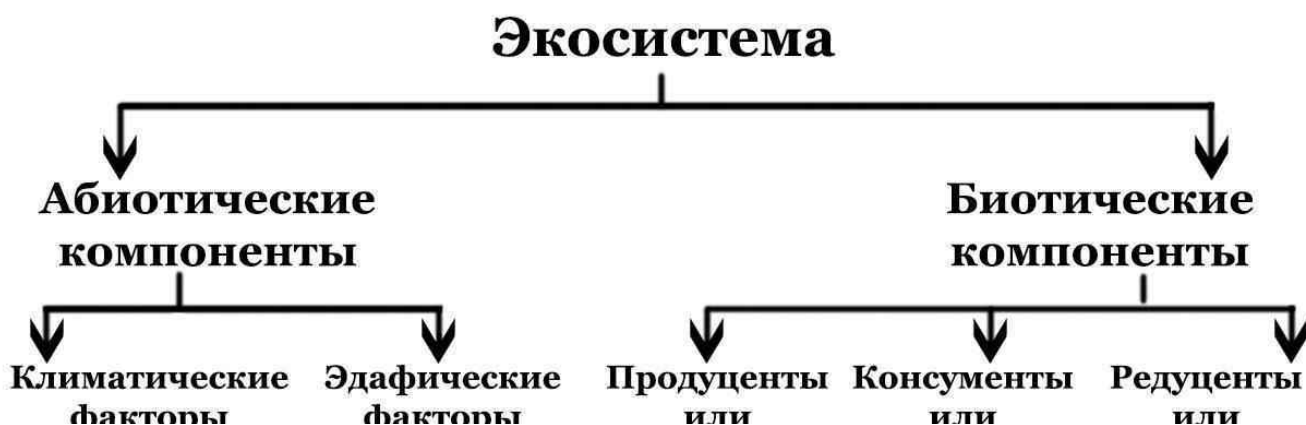 Экосистема
Абиотические
компоненты
Биотические
компоненты
Климатические
факторы
Эдафические
факторы
Продуценты
или
Консументы
или
Редуценты
или